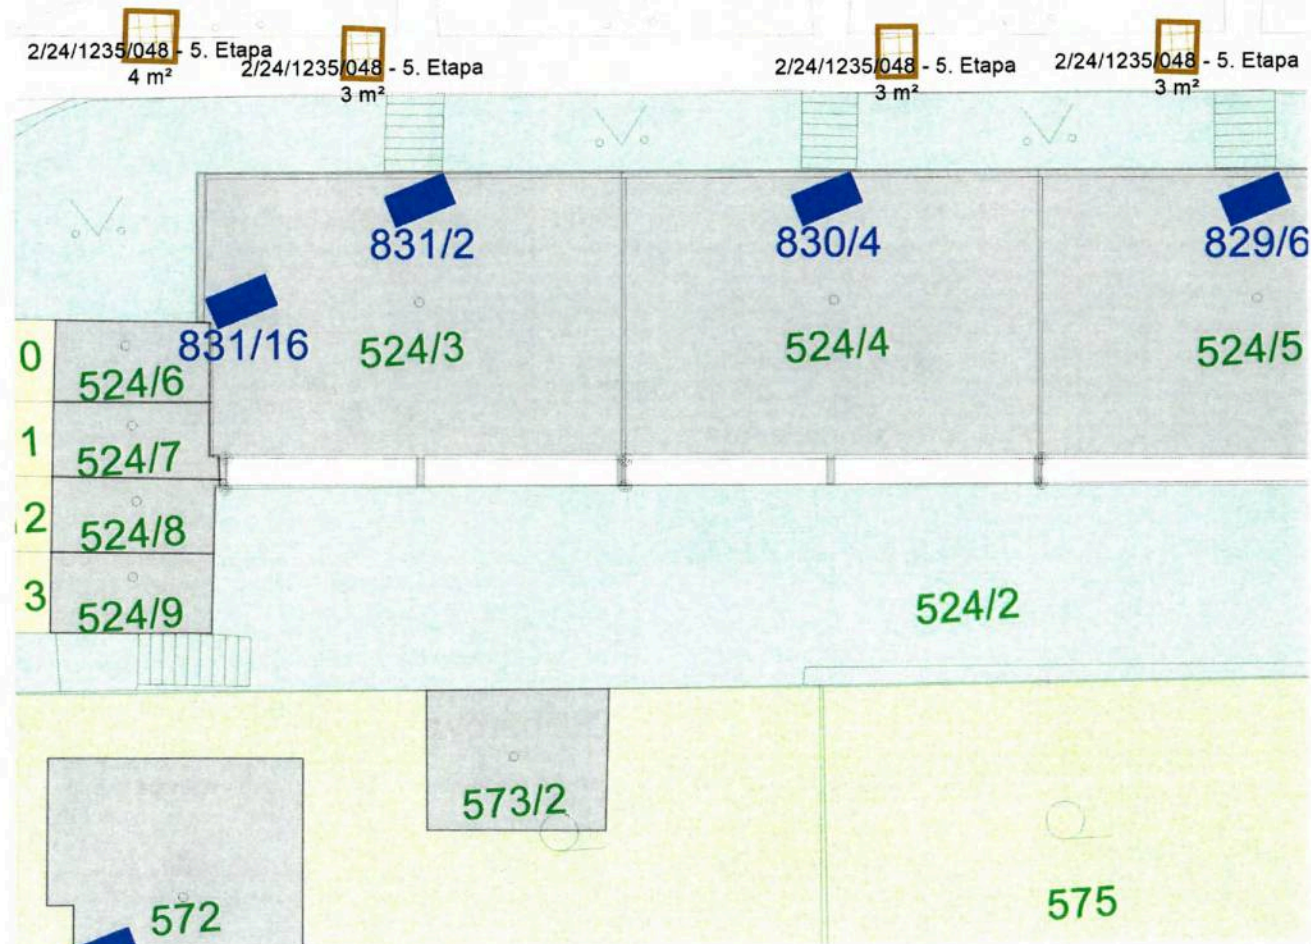 2/24/1235/048 - 5. Etapa
4 m²
2/24/1235/048 - 5. Etapa
3 m²
2/24/1235/048 - 5. Etapa
3 m²
2/24/1235/048 - 5. Etapa
3 m²
831/2
830/4
829/6
831/16
524/3
524/4
524/5
0
524/6
1
524/7
2
524/8
3
524/9
524/2
573/2
572
575